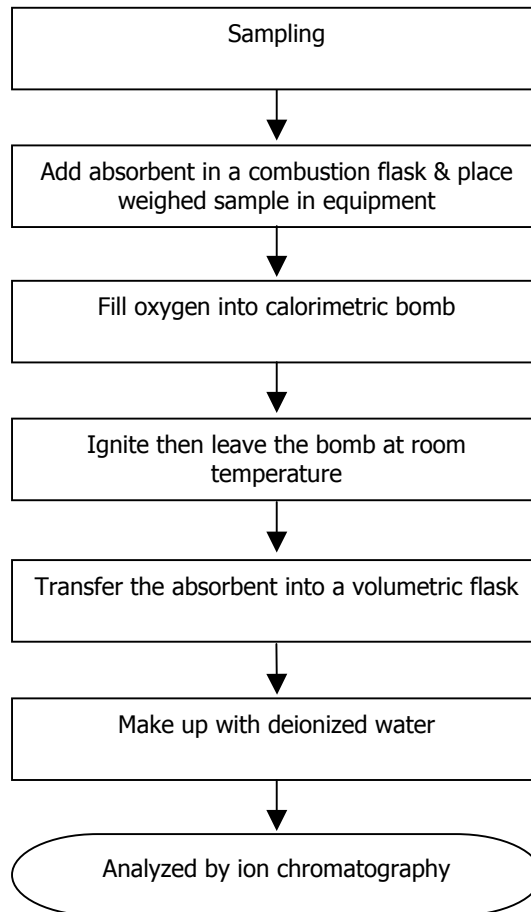 Sampling
Add absorbent in a combustion flask & place
weighed sample in equipment
Fill oxygen into calorimetric bomb
Ignite then leave the bomb at room
temperature
Transfer the absorbent into a volumetric flask
Make up with deionized water
Analyzed by ion chromatography